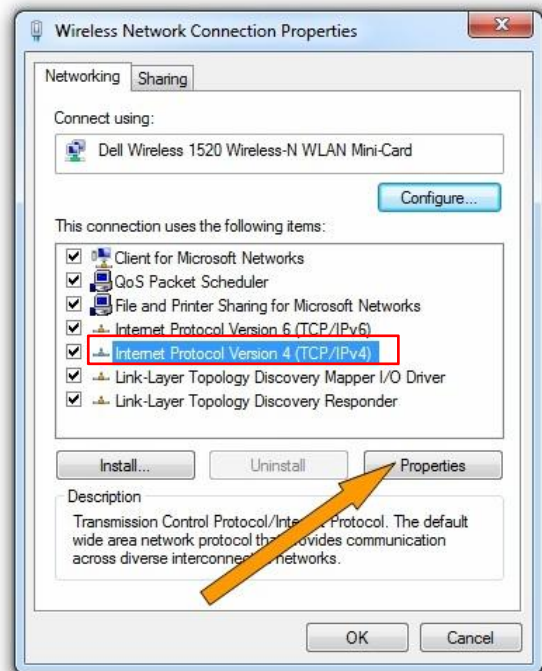 Wireless Network Connection Properties
Networking
Sharing
Connect using:
Dell Wireless 1520 Wireless-N WLAN Mini-Card
Configure...
This connection uses the following items:
Client for Microsoft Networks
QoS Packet Scheduler
File and Printer Sharing for Microsoft Networks
Internet Protocol Version 6 (TCP/IPv6)
Internet Protocol Version 4 (TCP/IPv4)
Link-Layer Topology Discovery Mapper I/O Driver
Link-Layer Topology Discovery Responder
Install...
Uninstall
Properties
Description
Transmission Control Protocol/Internet Protocol. The default
wide area network protocol that provides communication
across diverse interconnected networks.
OK
Cancel